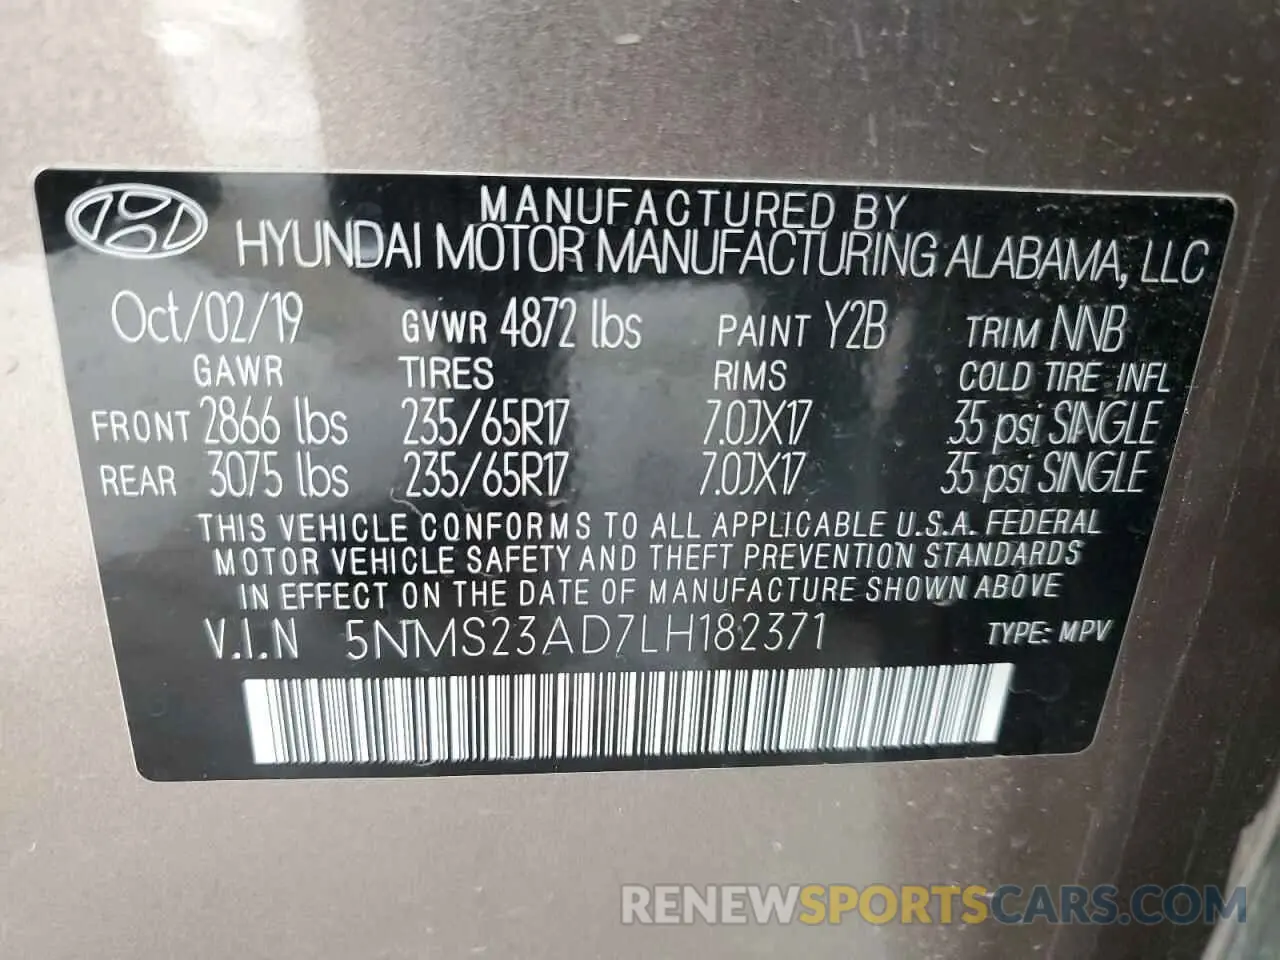 MANUFACTURED BY
HYUNDAI MOTOR MANUFACTURING ALABAMA, LLC
Oct/02/19 GVWR 4872 lbs PAINT Y2B TRIM NNB
GAWR TIRES RIMS COLD TIRE INFL
FRONT 2866 lbs 235/65R17 7.0JX17 35 psi SINGLE
REAR 3075 lbs 235/65R17 7.0JX17 35 psi SINGLE
THIS VEHICLE CONFORMS TO ALL APPLICABLE U.S.A. FEDERAL
MOTOR VEHICLE SAFETY AND THEFT PREVENTION STANDARDS
IN EFFECT ON THE DATE OF MANUFACTURE SHOWN ABOVE
V.I.N 5NMS23AD7LH182371 TYPE: MPV
RENEWSPORTSCARS.COM